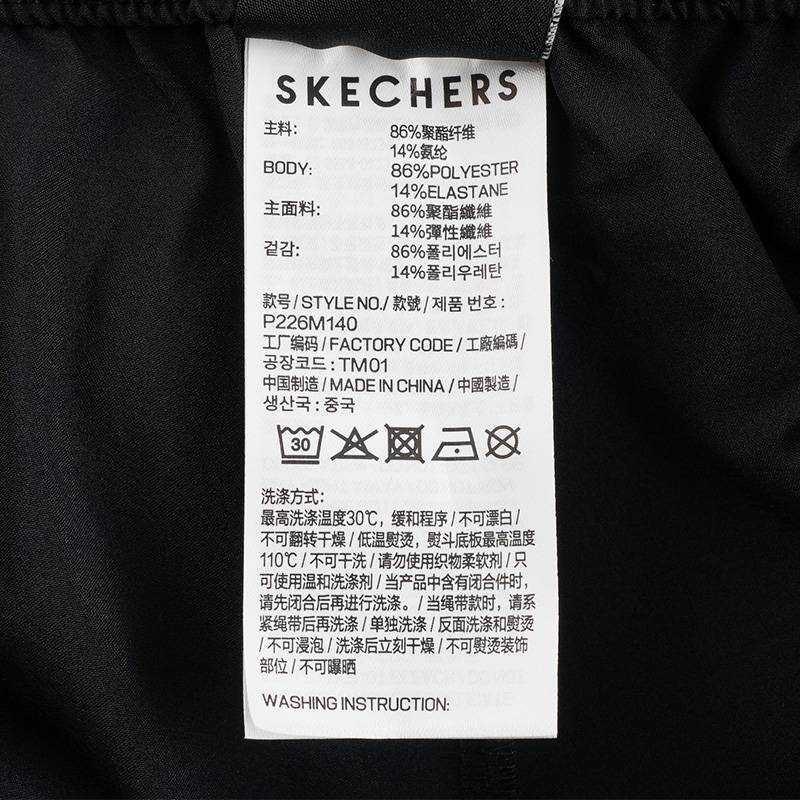 SKECHERS
主料: 86%聚酯纤维
14%氨纶
BODY: 86%POLYESTER
14%ELASTANE
主面料: 86%聚酯纖維
14%彈性纖維
겉감: 86%폴리에스터
14%폴리우레탄
款号/STYLE NO./款號/제품 번호:
P226M140
工厂编码/FACTORY CODE/工廠編碼/
공장코드:TM01
中国制造/MADE IN CHINA/中國製造/
생산국:중국
30
洗涤方式:
最高洗涤温度30℃, 缓和程序/不可漂白/
不可翻转干燥/低温熨烫, 熨斗底板最高温度
110℃/不可干洗/请勿使用织物柔软剂/只
可使用温和洗涤剂/当产品中含有闭合件时,
请先闭合后再进行洗涤。/当绳带款时, 请系
紧绳带后再洗涤/单独洗涤/反面洗涤和熨烫
/不可浸泡/洗涤后立刻干燥/不可熨烫装饰
部位/不可曝晒
WASHING INSTRUCTION: